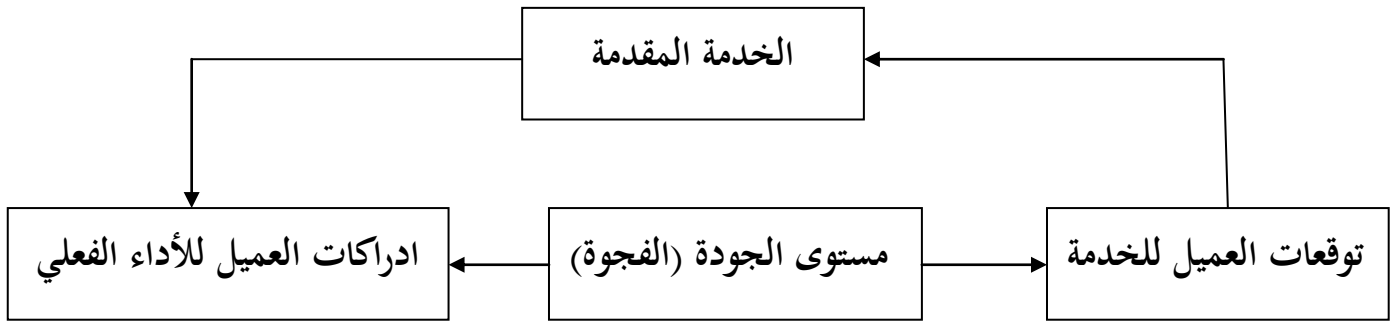 الخدمة المقدمة
توقعات العميل للخدمة
مستوى الجودة (الفجوة)
ادراكات العميل للأداء الفعلي